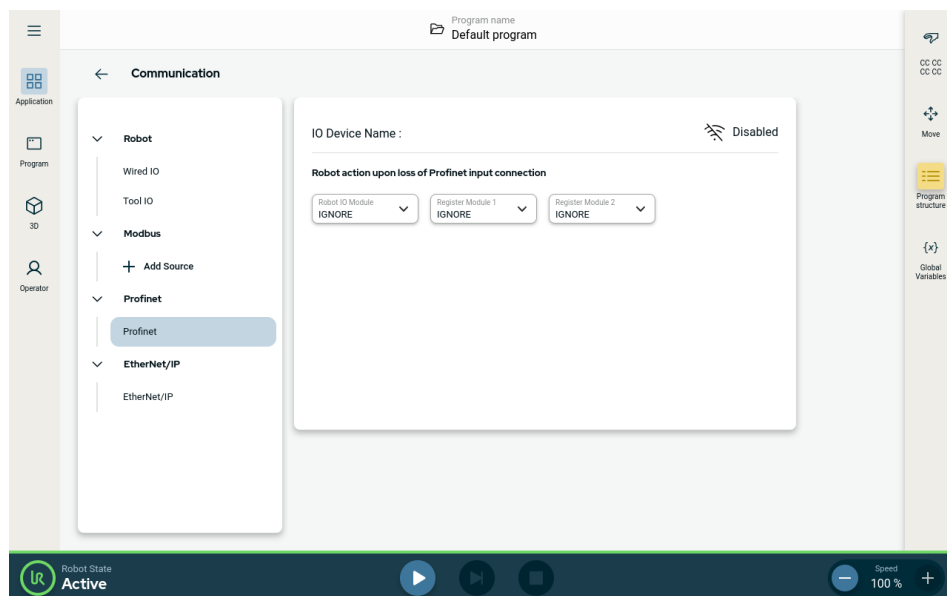 Program name
Default program
Application
Program
3D
Operator
Communication
Robot
Wired IO
Tool IO
Modbus
Add Source
Profinet
Profinet
EtherNet/IP
EtherNet/IP
IO Device Name :
Disabled
Robot action upon loss of Profinet input connection
Robot IO Module
IGNORE
Register Module 1
IGNORE
Register Module 2
IGNORE
CC CC
CC CC
Move
Program
structure
{x}
Global
Variables
UR
Robot State
Active
Speed
100 %